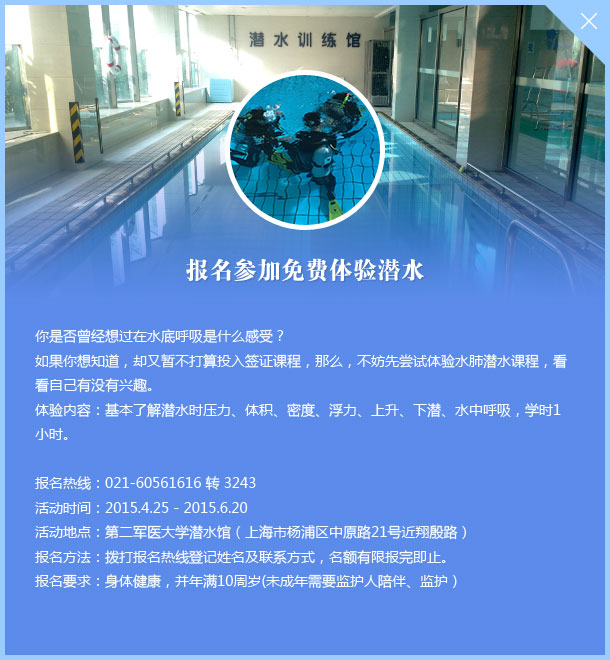 潜水训练馆
报名参加免费体验潜水
你是否曾经想过在水底呼吸是什么感受？
如果你想知道，却又暂不打算投入签证课程，那么，不妨先尝试体验水肺潜水课程，看
看自己有没有兴趣。
体验内容：基本了解潜水时压力、体积、密度、浮力、上升、下潜、水中呼吸，学时1
小时。
报名热线：021-60561616 转 3243
活动时间：2015.4.25 - 2015.6.20
活动地点：第二军医大学潜水馆（上海市杨浦区中原路21号近翔殷路）
报名方法：拨打报名热线登记姓名及联系方式，名额有限报完即止。
报名要求：身体健康，并年满10周岁(未成年需要监护人陪伴、监护）